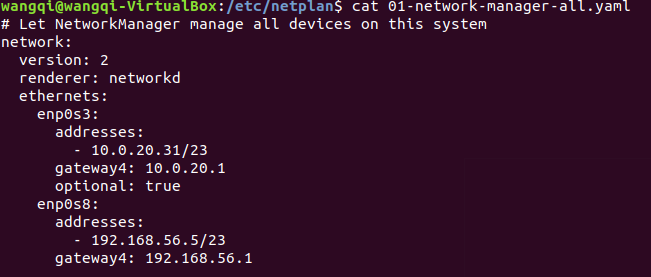 wangqi@wangqi-VirtualBox:/etc/netplan$ cat 01-network-manager-all.yaml
# Let NetworkManager manage all devices on this system
network:
  version: 2
  renderer: networkd
  ethernets:
    enp0s3:
      addresses:
        - 10.0.20.31/23
      gateway4: 10.0.20.1
      optional: true
    enp0s8:
      addresses:
        - 192.168.56.5/23
      gateway4: 192.168.56.1